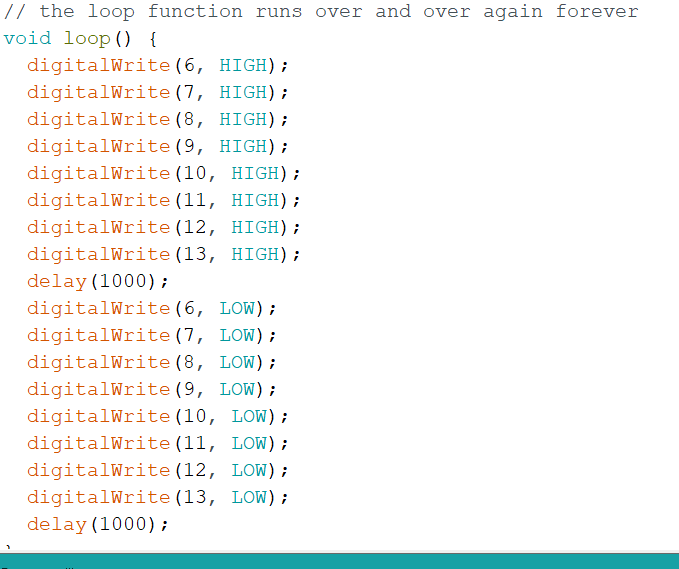 // the loop function runs over and over again forever
void loop() {
  digitalWrite(6, HIGH);
  digitalWrite(7, HIGH);
  digitalWrite(8, HIGH);
  digitalWrite(9, HIGH);
  digitalWrite(10, HIGH);
  digitalWrite(11, HIGH);
  digitalWrite(12, HIGH);
  digitalWrite(13, HIGH);
  delay(1000);
  digitalWrite(6, LOW);
  digitalWrite(7, LOW);
  digitalWrite(8, LOW);
  digitalWrite(9, LOW);
  digitalWrite(10, LOW);
  digitalWrite(11, LOW);
  digitalWrite(12, LOW);
  digitalWrite(13, LOW);
  delay(1000);